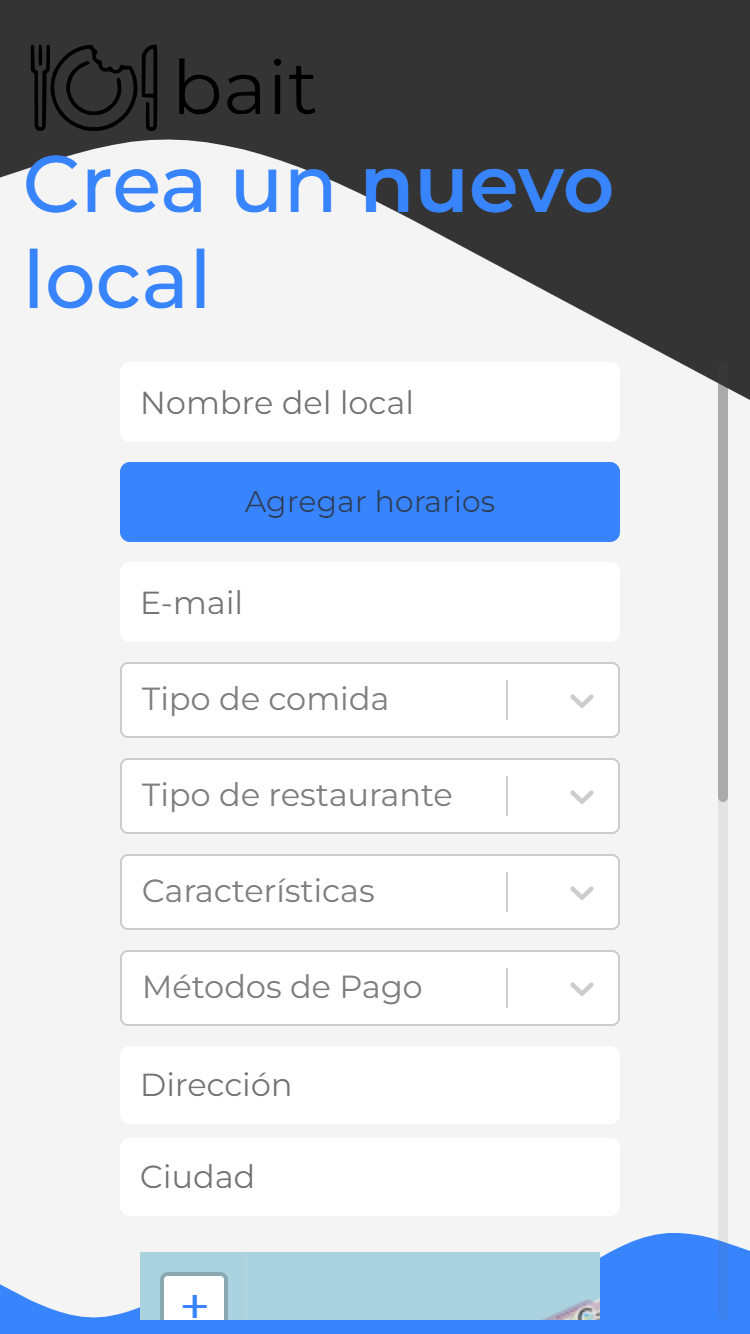 bait
Crea un nuevo
local
Nombre del local
Agregar horarios
E-mail
Tipo de comida
Tipo de restaurante
Características
Métodos de Pago
Dirección
Ciudad
+